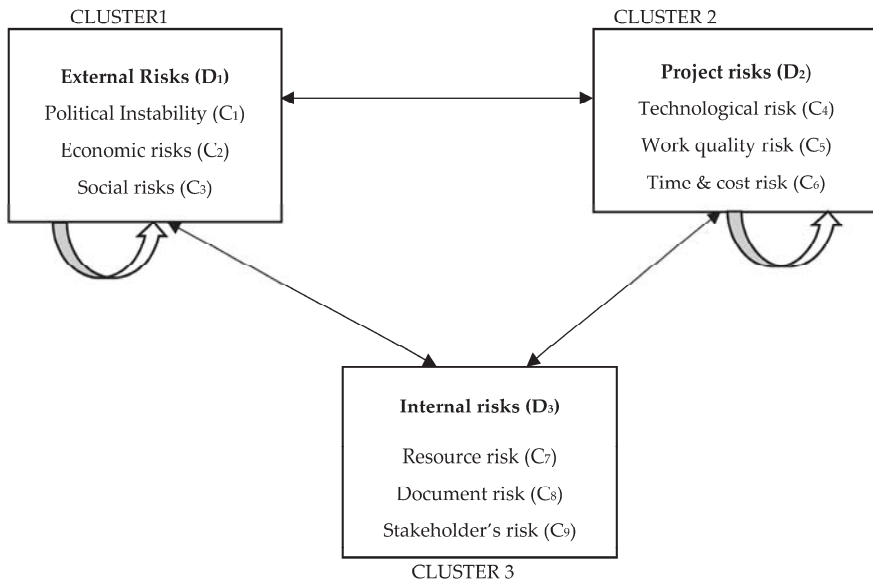 CLUSTER1
External Risks (D₁)
Political Instability (C₁)
Economic risks (C₂)
Social risks (C₃)
CLUSTER 2
Project risks (D₂)
Technological risk (C₄)
Work quality risk (C₅)
Time & cost risk (C₆)
Internal risks (D₃)
Resource risk (C₇)
Document risk (C₈)
Stakeholder's risk (C₉)
CLUSTER 3